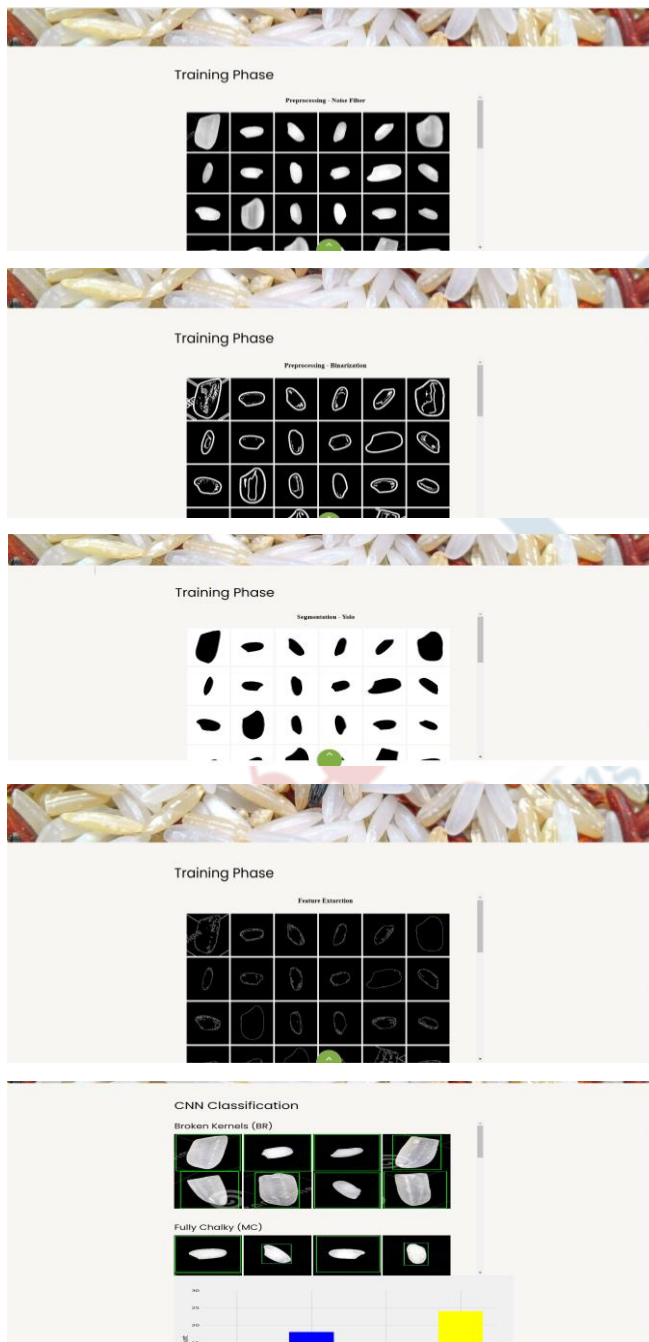 Training Phase
Preprocessing - Noise Filter
Training Phase
Preprocessing - Binarization
Training Phase
Segmentation - Yolo
Training Phase
Feature Extarction
CNN Classification
Broken Kernels (BR)
Fully Chalky (MC)
30
25
20